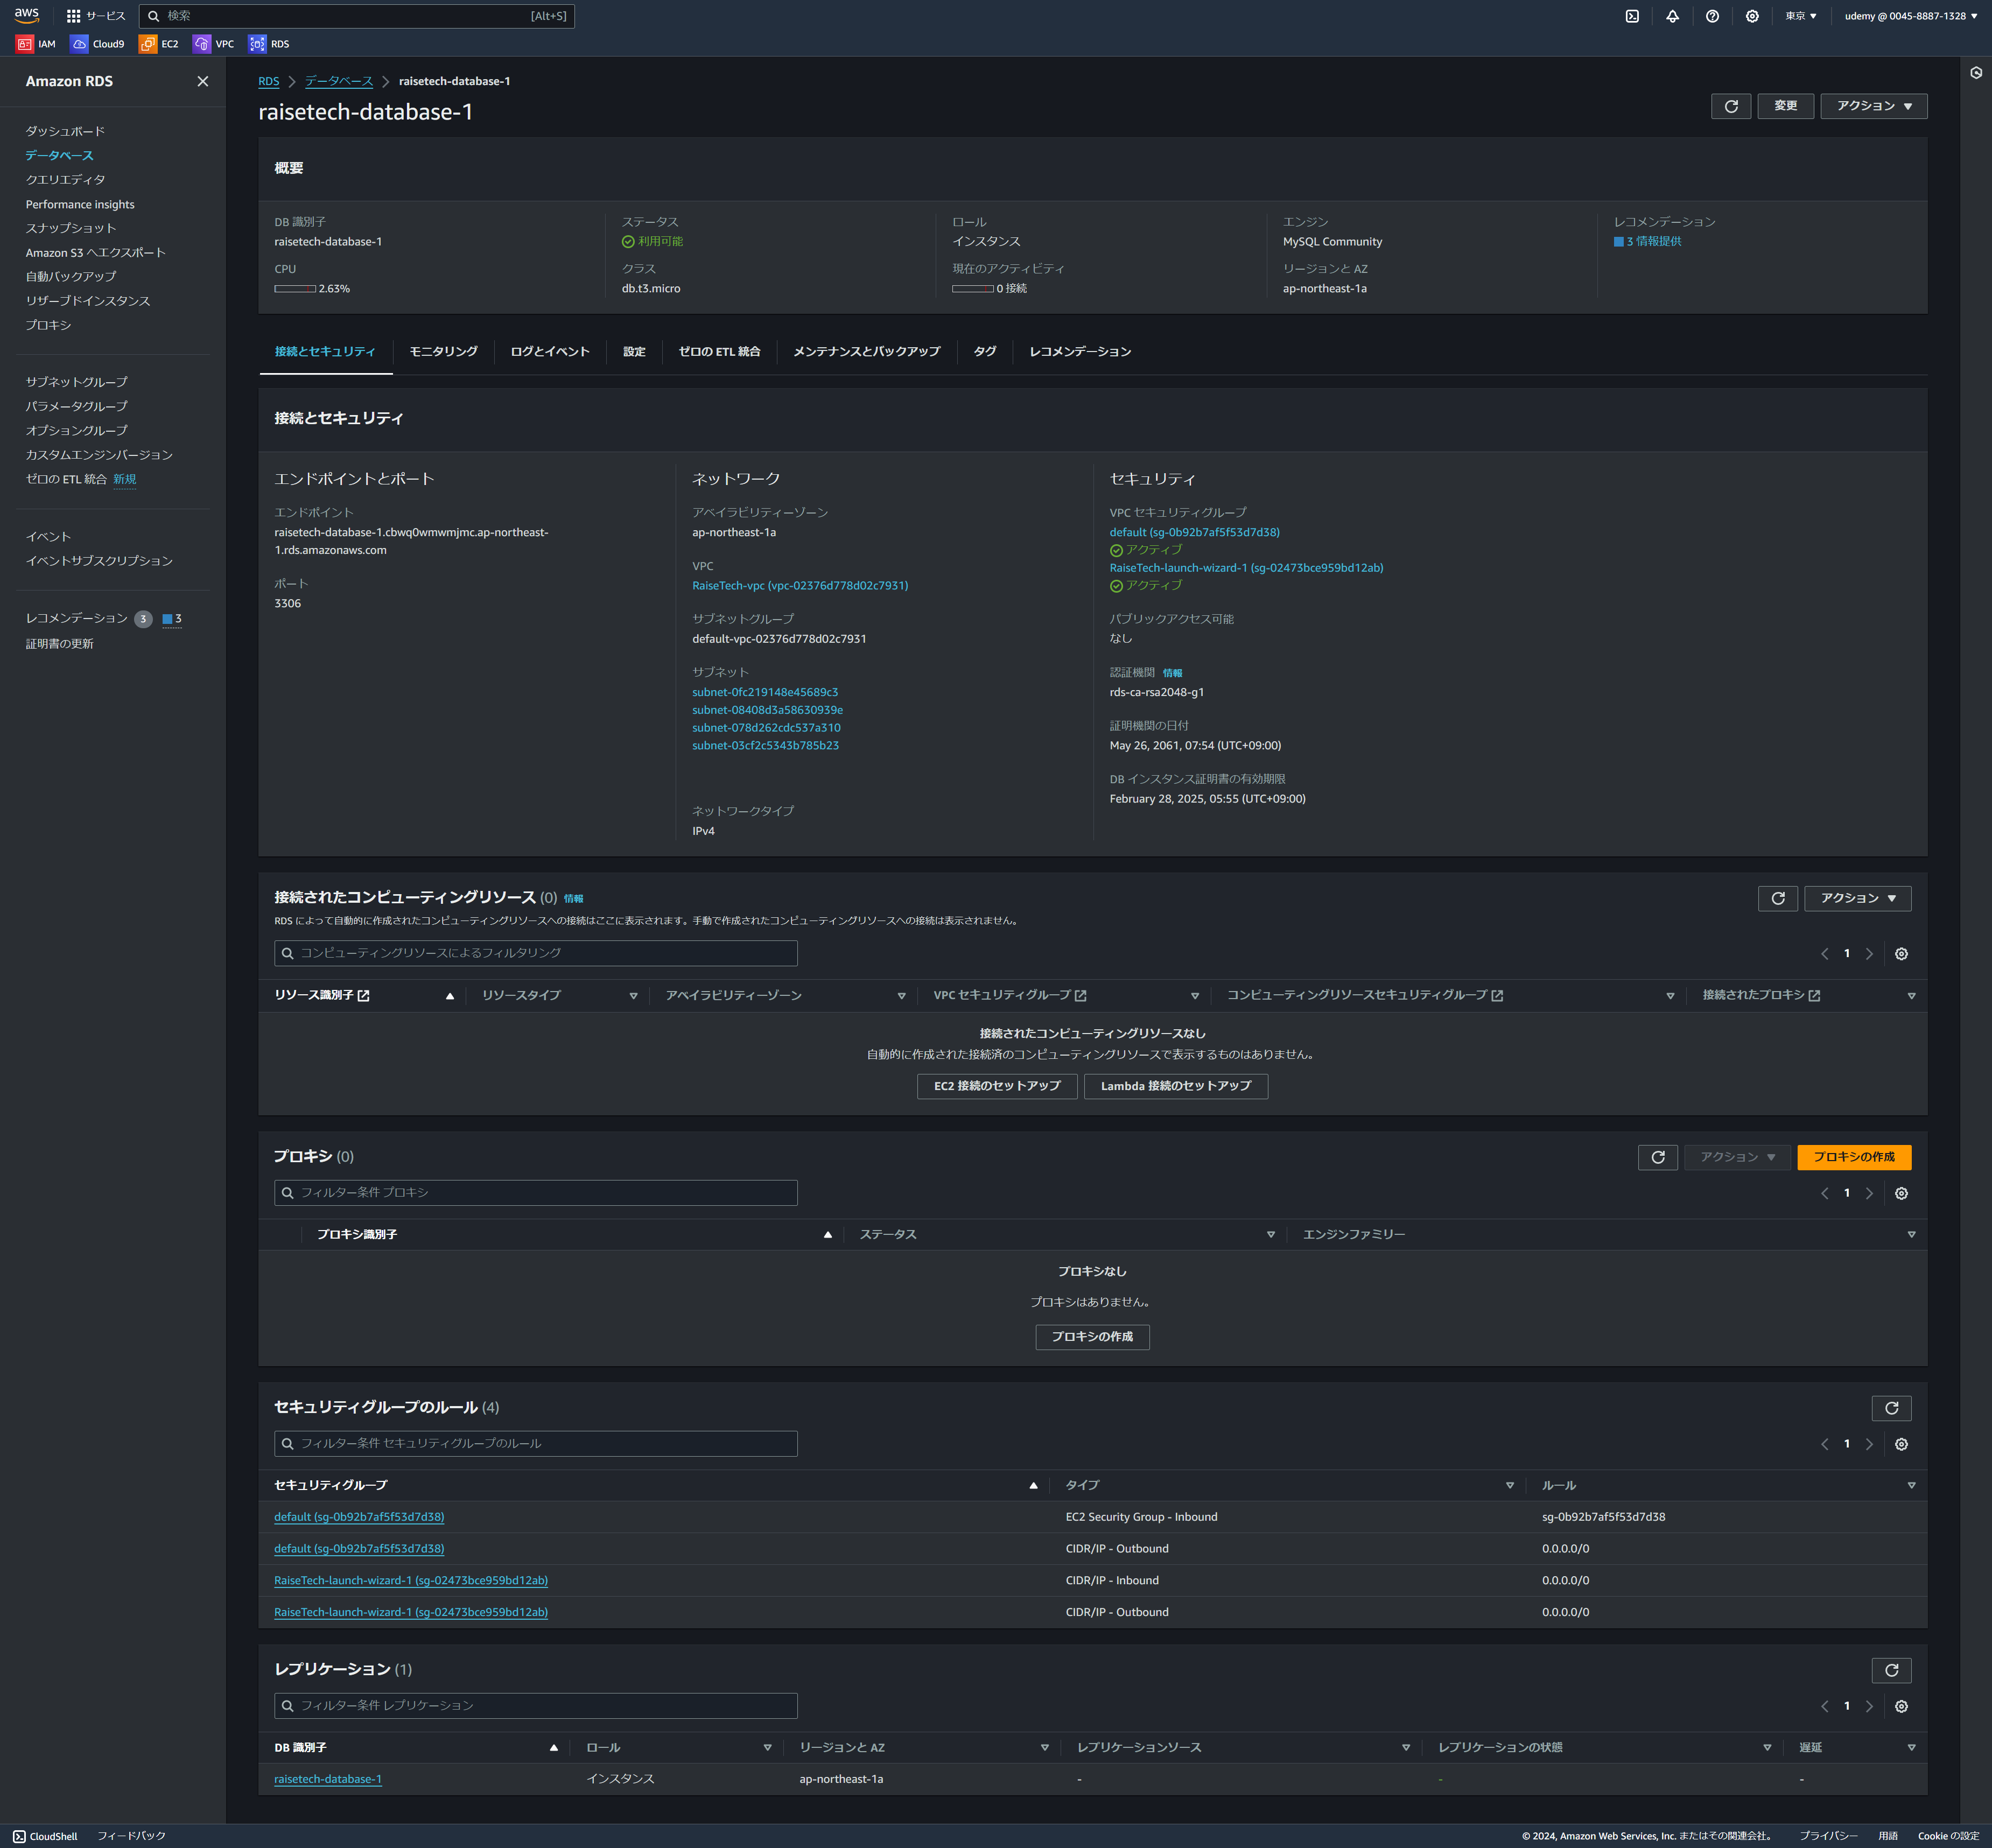 aws サービス 検索 [Alt+S] 東京 ▼ udemy @ 0045-8887-1328 ▼
IAM Cloud9 EC2 VPC RDS
Amazon RDS
ダッシュボード
データベース
クエリエディタ
Performance insights
スナップショット
Amazon S3 へエクスポート
自動バックアップ
リザーブドインスタンス
プロキシ
サブネットグループ
パラメータグループ
オプショングループ
カスタムエンジンバージョン
ゼロの ETL 統合 新規
イベント
イベントサブスクリプション
レコメンデーション 3 3
証明書の更新
RDS > データベース > raisetech-database-1
raisetech-database-1
変更 アクション ▼
概要
DB 識別子
raisetech-database-1
CPU
2.63%
ステータス
利用可能
クラス
db.t3.micro
ロール
インスタンス
現在のアクティビティ
0 接続
エンジン
MySQL Community
リージョンと AZ
ap-northeast-1a
レコメンデーション
3 情報提供
接続とセキュリティ モニタリング ログとイベント 設定 ゼロの ETL 統合 メンテナンスとバックアップ タグ レコメンデーション
接続とセキュリティ
エンドポイントとポート
エンドポイント
raisetech-database-1.cbwq0wmwmjmc.ap-northeast-
1.rds.amazonaws.com
ポート
3306
ネットワーク
アベイラビリティーゾーン
ap-northeast-1a
VPC
RaiseTech-vpc (vpc-02376d778d02c7931)
サブネットグループ
default-vpc-02376d778d02c7931
サブネット
subnet-0fc219148e45689c3
subnet-08408d3a58630939e
subnet-078d262cdc537a310
subnet-03cf2c5343b785b23
ネットワークタイプ
IPv4
セキュリティ
VPC セキュリティグループ
default (sg-0b92b7af5f53d7d38)
アクティブ
RaiseTech-launch-wizard-1 (sg-02473bce959bd12ab)
アクティブ
パブリックアクセス可能
なし
認証機関 情報
rds-ca-rsa2048-g1
証明機関の日付
May 26, 2061, 07:54 (UTC+09:00)
DB インスタンス証明書の有効期限
February 28, 2025, 05:55 (UTC+09:00)
接続されたコンピューティングリソース (0) 情報
アクション ▼
RDS によって自動的に作成されたコンピューティングリソースへの接続はここに表示されます。手動で作成されたコンピューティングリソースへの接続は表示されません。
コンピューティングリソースによるフィルタリング
1
リソース識別子 リソースタイプ アベイラビリティーゾーン VPC セキュリティグループ コンピューティングリソースセキュリティグループ 接続されたプロキシ
接続されたコンピューティングリソースなし
自動的に作成された接続済のコンピューティングリソースで表示するものはありません。
EC2 接続のセットアップ Lambda 接続のセットアップ
プロキシ (0)
アクション ▼ プロキシの作成
フィルター条件 プロキシ
1
プロキシ識別子 ステータス エンジンファミリー
プロキシなし
プロキシはありません。
プロキシの作成
セキュリティグループのルール (4)
フィルター条件 セキュリティグループのルール
1
セキュリティグループ タイプ ルール
default (sg-0b92b7af5f53d7d38) EC2 Security Group - Inbound sg-0b92b7af5f53d7d38
default (sg-0b92b7af5f53d7d38) CIDR/IP - Outbound 0.0.0.0/0
RaiseTech-launch-wizard-1 (sg-02473bce959bd12ab) CIDR/IP - Inbound 0.0.0.0/0
RaiseTech-launch-wizard-1 (sg-02473bce959bd12ab) CIDR/IP - Outbound 0.0.0.0/0
レプリケーション (1)
フィルター条件 レプリケーション
1
DB 識別子 ロール リージョンと AZ レプリケーションソース レプリケーションの状態 遅延
raisetech-database-1 インスタンス ap-northeast-1a - - -
CloudShell フィードバック © 2024, Amazon Web Services, Inc. またはその関連会社。 プライバシー 用語 Cookie の設定